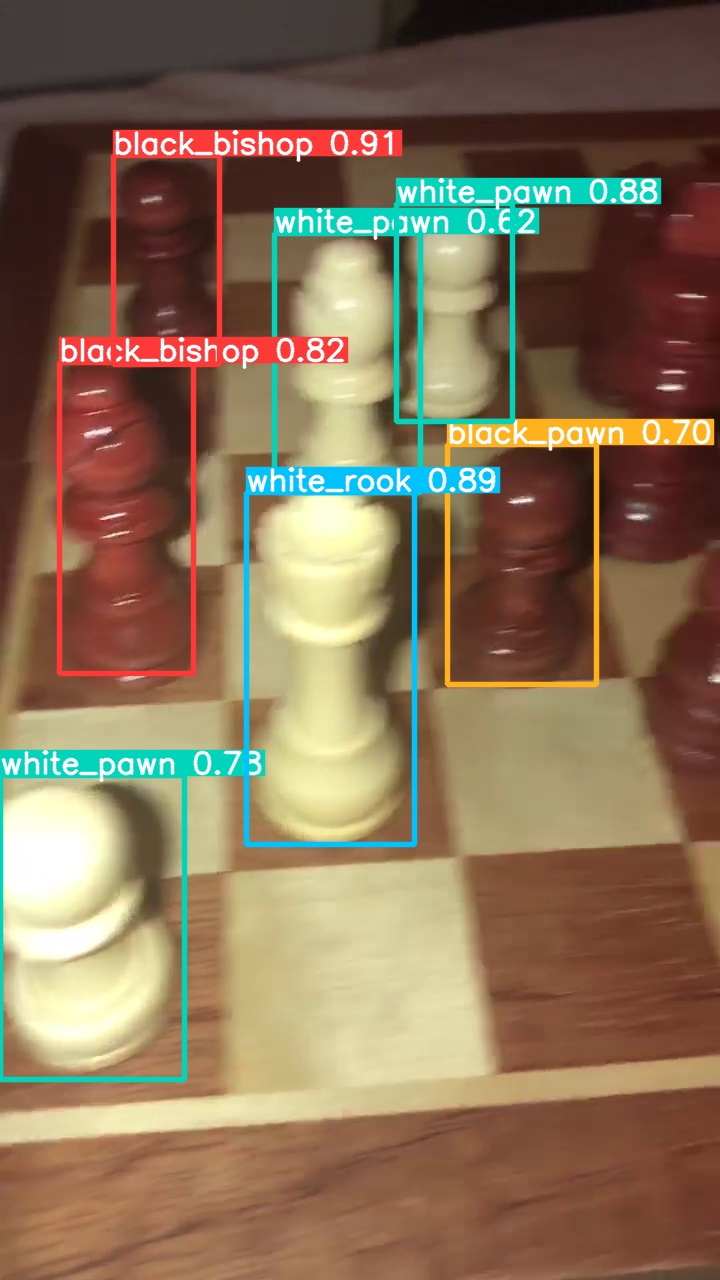 black_bishop 0.91
white_pawn 0.88
white_pawn 0.62
black_bishop 0.82
black_pawn 0.70
white_rook 0.89
white_pawn 0.73